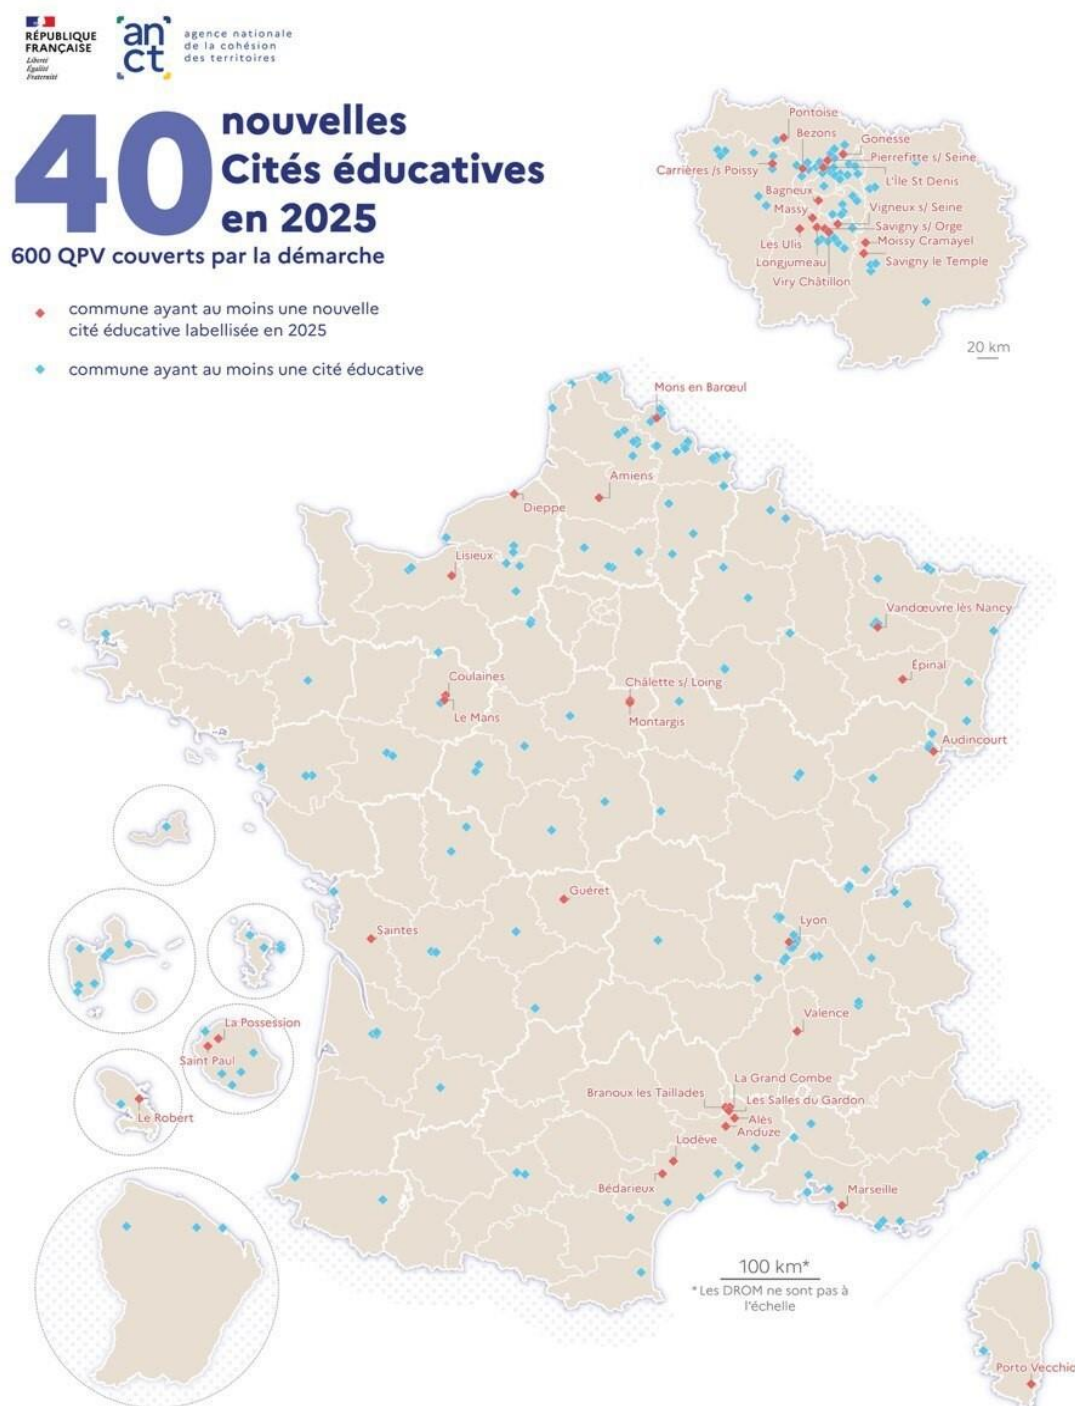 RÉPUBLIQUE
FRANÇAISE
Liberté
Égalité
Fraternité
an
ct
agence nationale
de la cohésion
des territoires
40
nouvelles
Cités éducatives
en 2025
600 QPV couverts par la démarche
commune ayant au moins une nouvelle
cité éducative labellisée en 2025
commune ayant au moins une cité éducative
Pontoise
Bezons
Gonesse
Pierrefitte s/ Seine
Carrières /s Poissy
L'Île St Denis
Bagneux
Massy
Vigneux s/ Seine
Savigny s/ Orge
Les Ulis
Moissy Cramayel
Longjumeau
Savigny le Temple
Viry Châtillon
20 km
Mons en Barœul
Amiens
Dieppe
Lisieux
Vandœuvre lès Nancy
Épinal
Coulaines
Châlette s/ Loing
Le Mans
Montargis
Audincourt
Guéret
Lyon
Saintes
Valence
La Possession
Saint Paul
Le Robert
La Grand Combe
Branoux les Taillades
Les Salles du Gardon
Alès
Anduze
Lodève
Bédarieux
Marseille
100 km*
*Les DROM ne sont pas à
l'échelle
Porto Vecchio